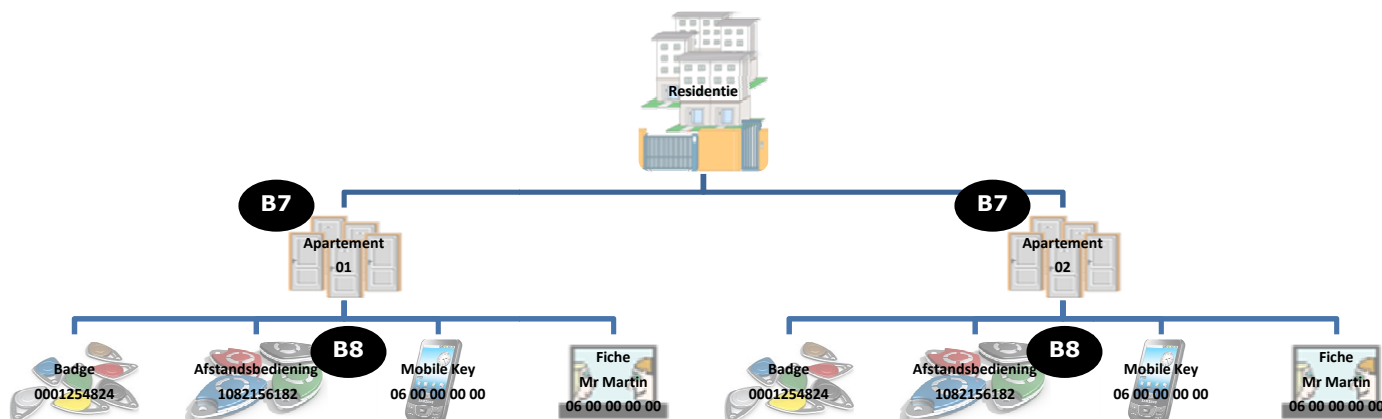 Residentie
B7
B7
Apartement
01
Apartement
02
B8
B8
Badge
0001254824
Afstandsbediening
1082156182
Mobile Key
06 00 00 00 00
Fiche
Mr Martin
06 00 00 00 00
Badge
0001254824
Afstandsbediening
1082156182
Mobile Key
06 00 00 00 00
Fiche
Mr Martin
06 00 00 00 00